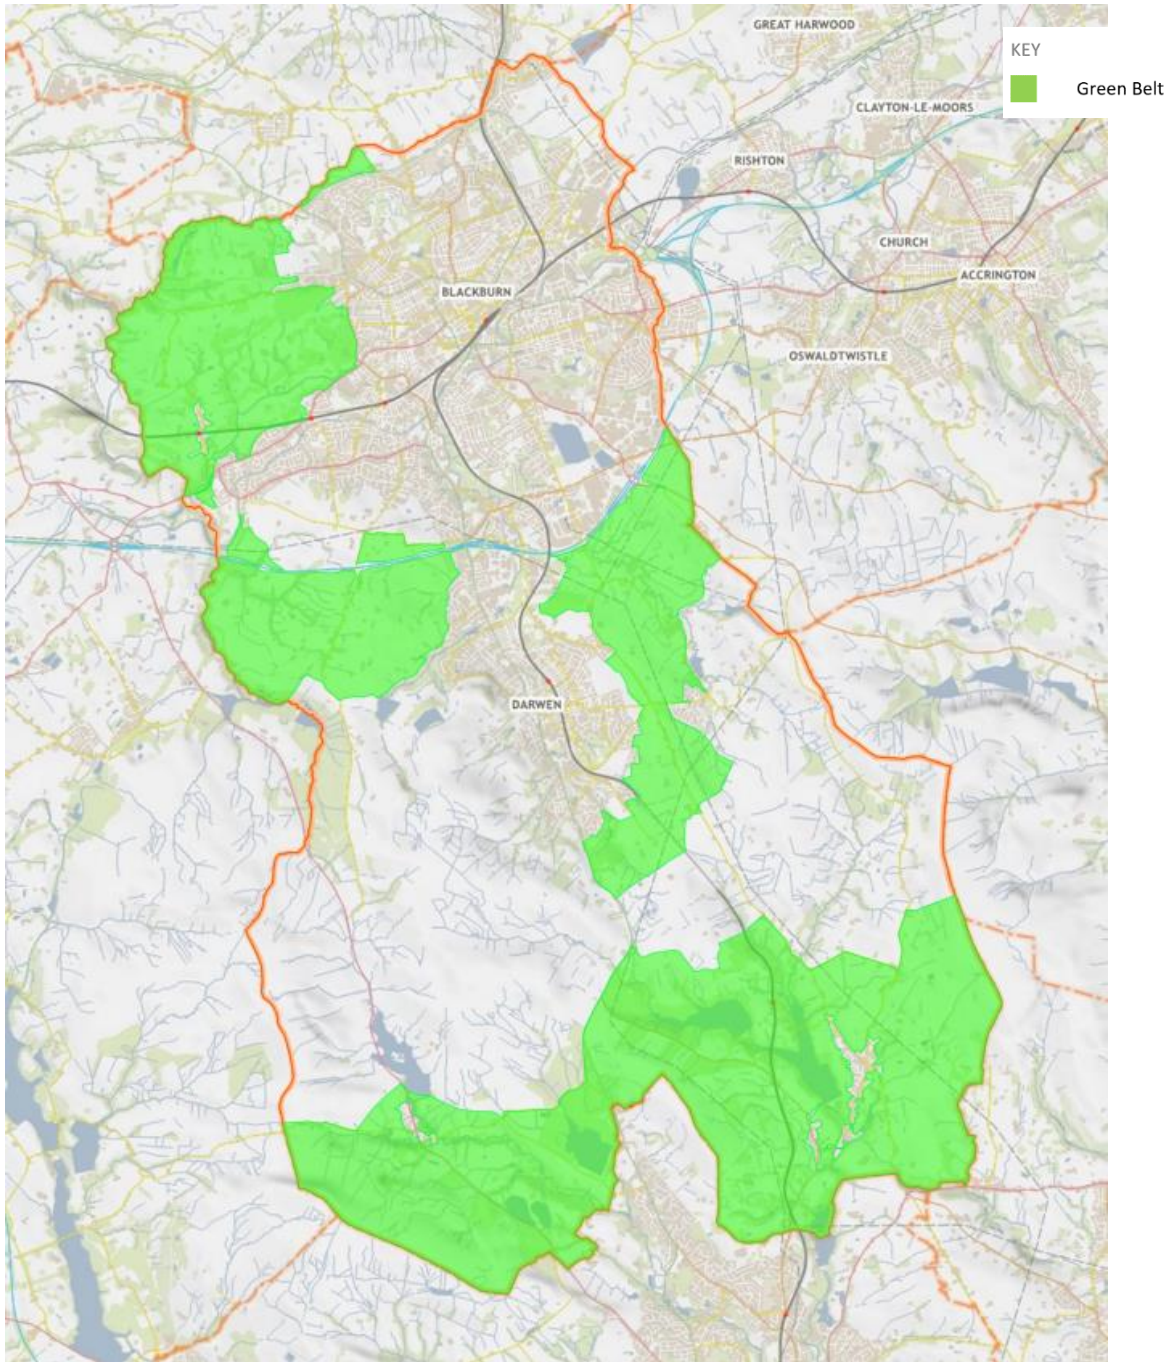 GREAT HARWOOD
KEY
Green Belt
CLAYTON-LE-MOORS
RISHTON
CHURCH
ACCRINGTON
BLACKBURN
OSWALDTWISTLE
DARWEN